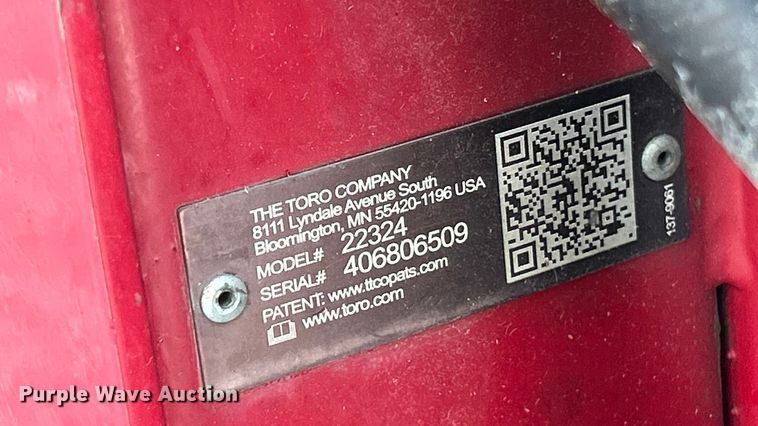 THE TORO COMPANY
8111 Lyndale Avenue South
Bloomington, MN 55420-1196 USA
MODEL# 22324
SERIAL# 406806509
PATENT: www.ttcopats.com
www.toro.com
137-9061
Purple Wave Auction®